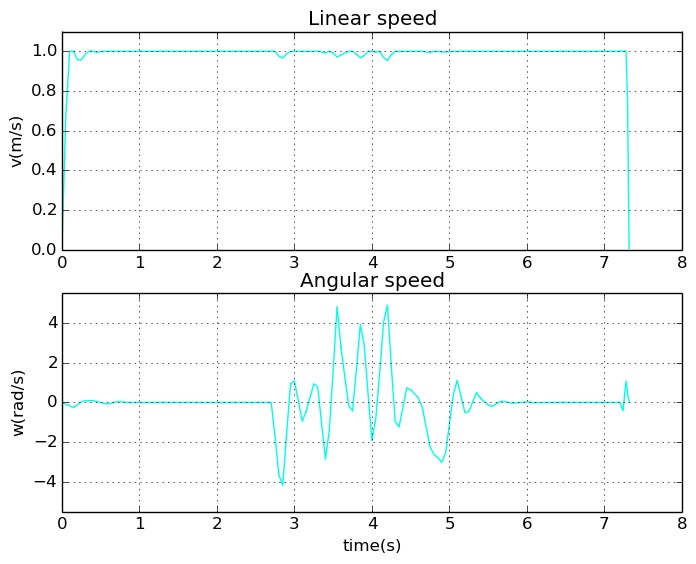 Linear speed
v(m/s)
1.0
0.8
0.6
0.4
0.2
0.0
0 1 2 3 4 5 6 7 8
Angular speed
w(rad/s)
4
2
0
−2
−4
0 1 2 3 4 5 6 7 8
time(s)